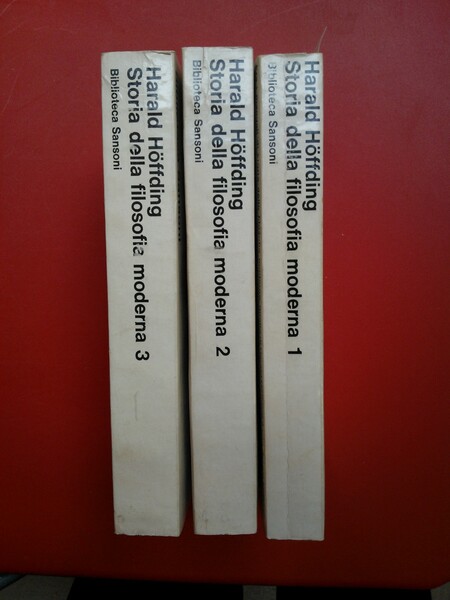 Harald Höffding
Storia della filosofia moderna 3
Biblioteca Sansoni
Harald Höffding
Storia della filosofia moderna 2
Biblioteca Sansoni
Harald Höffding
Storia della filosofia moderna 1
Biblioteca Sansoni